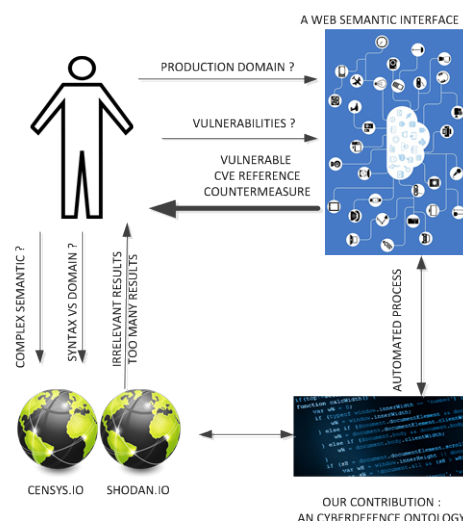 A WEB SEMANTIC INTERFACE
PRODUCTION DOMAIN ?
VULNERABILITIES ?
VULNERABLE
CVE REFERENCE
COUNTERMEASURE
COMPLEX SEMANTIC ?
SYNTAX VS DOMAIN ?
IRRELEVANT RESULTS
TOO MANY RESULTS
AUTOMATED PROCESS
CENSYS.IO
SHODAN.IO
OUR CONTRIBUTION :
AN CYBERDEFENCE ONTOLOGY